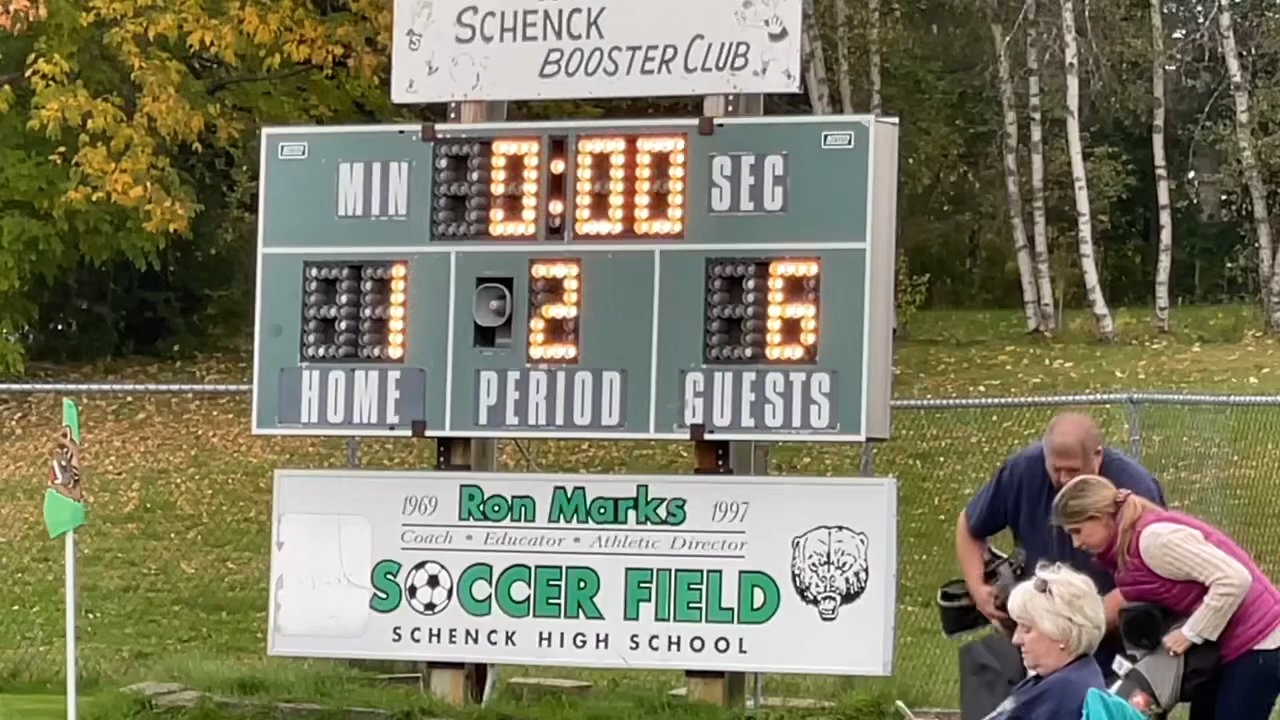 SCHENCK
BOOSTER CLUB
MIN 0:00 SEC
1 2 6
HOME PERIOD GUESTS
1969 Ron Marks 1997
Coach • Educator • Athletic Director
SOCCER FIELD
SCHENCK HIGH SCHOOL